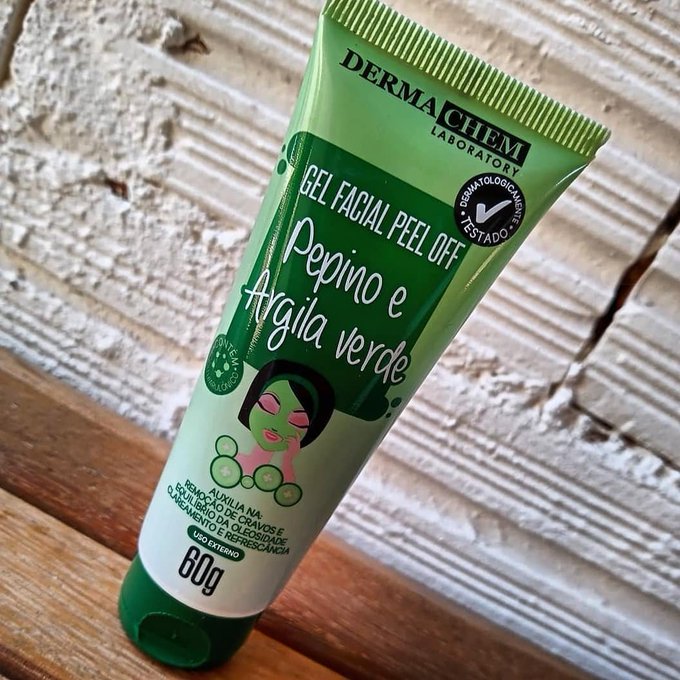 DERMACHEM
LABORATORY
DERMATOLOGICAMENTE
TESTADO
GEL FACIAL PEEL OFF
Pepino e
Argila verde
CONTÉM
AUXILIA NA:
REMOÇÃO DE CRAVOS E
EQUILÍBRIO DA OLEOSIDADE
CLAREAMENTO E REFRESCÂNCIA
USO EXTERNO
60g